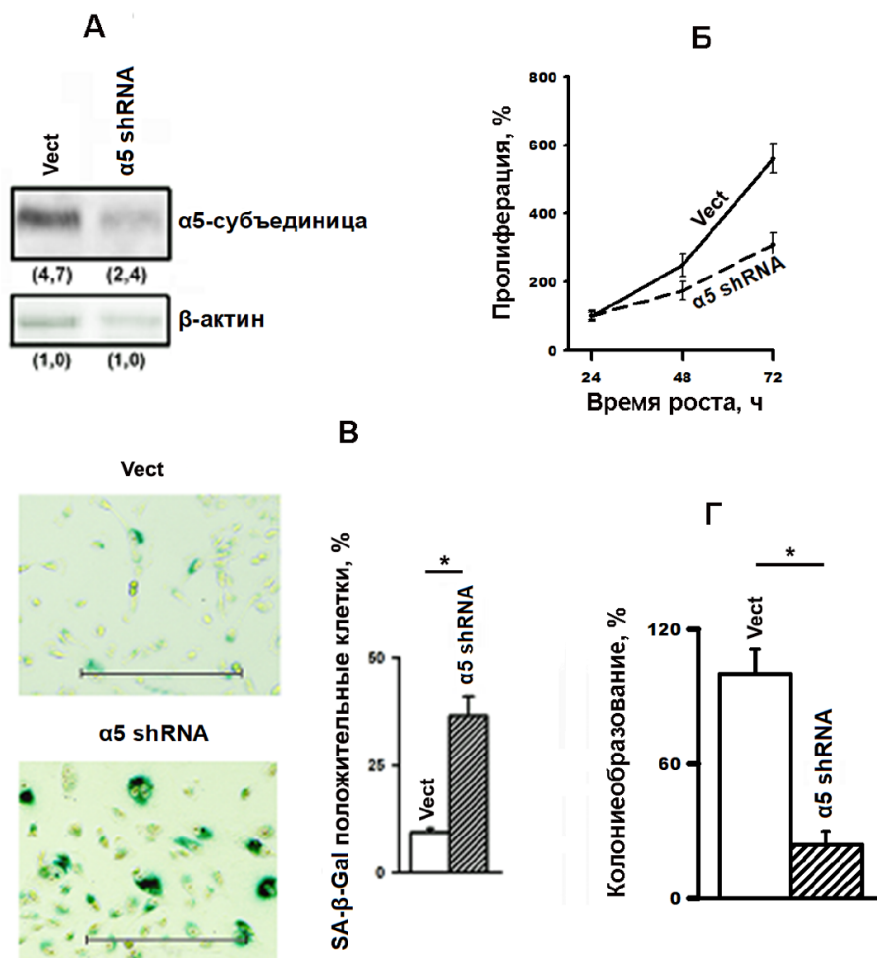 А
Vect
α5 shRNA
α5-субъединица
(4,7) (2,4)
β-актин
(1,0) (1,0)
Б
Пролиферация, %
800
600
400
200
0
Vect
α5 shRNA
24 48 72
Время роста, ч
В
Vect
α5 shRNA
SA-β-Gal положительные клетки, %
50
25
0
*
Vect
α5 shRNA
Г
Колониеобразование, %
120
60
0
*
Vect
α5 shRNA